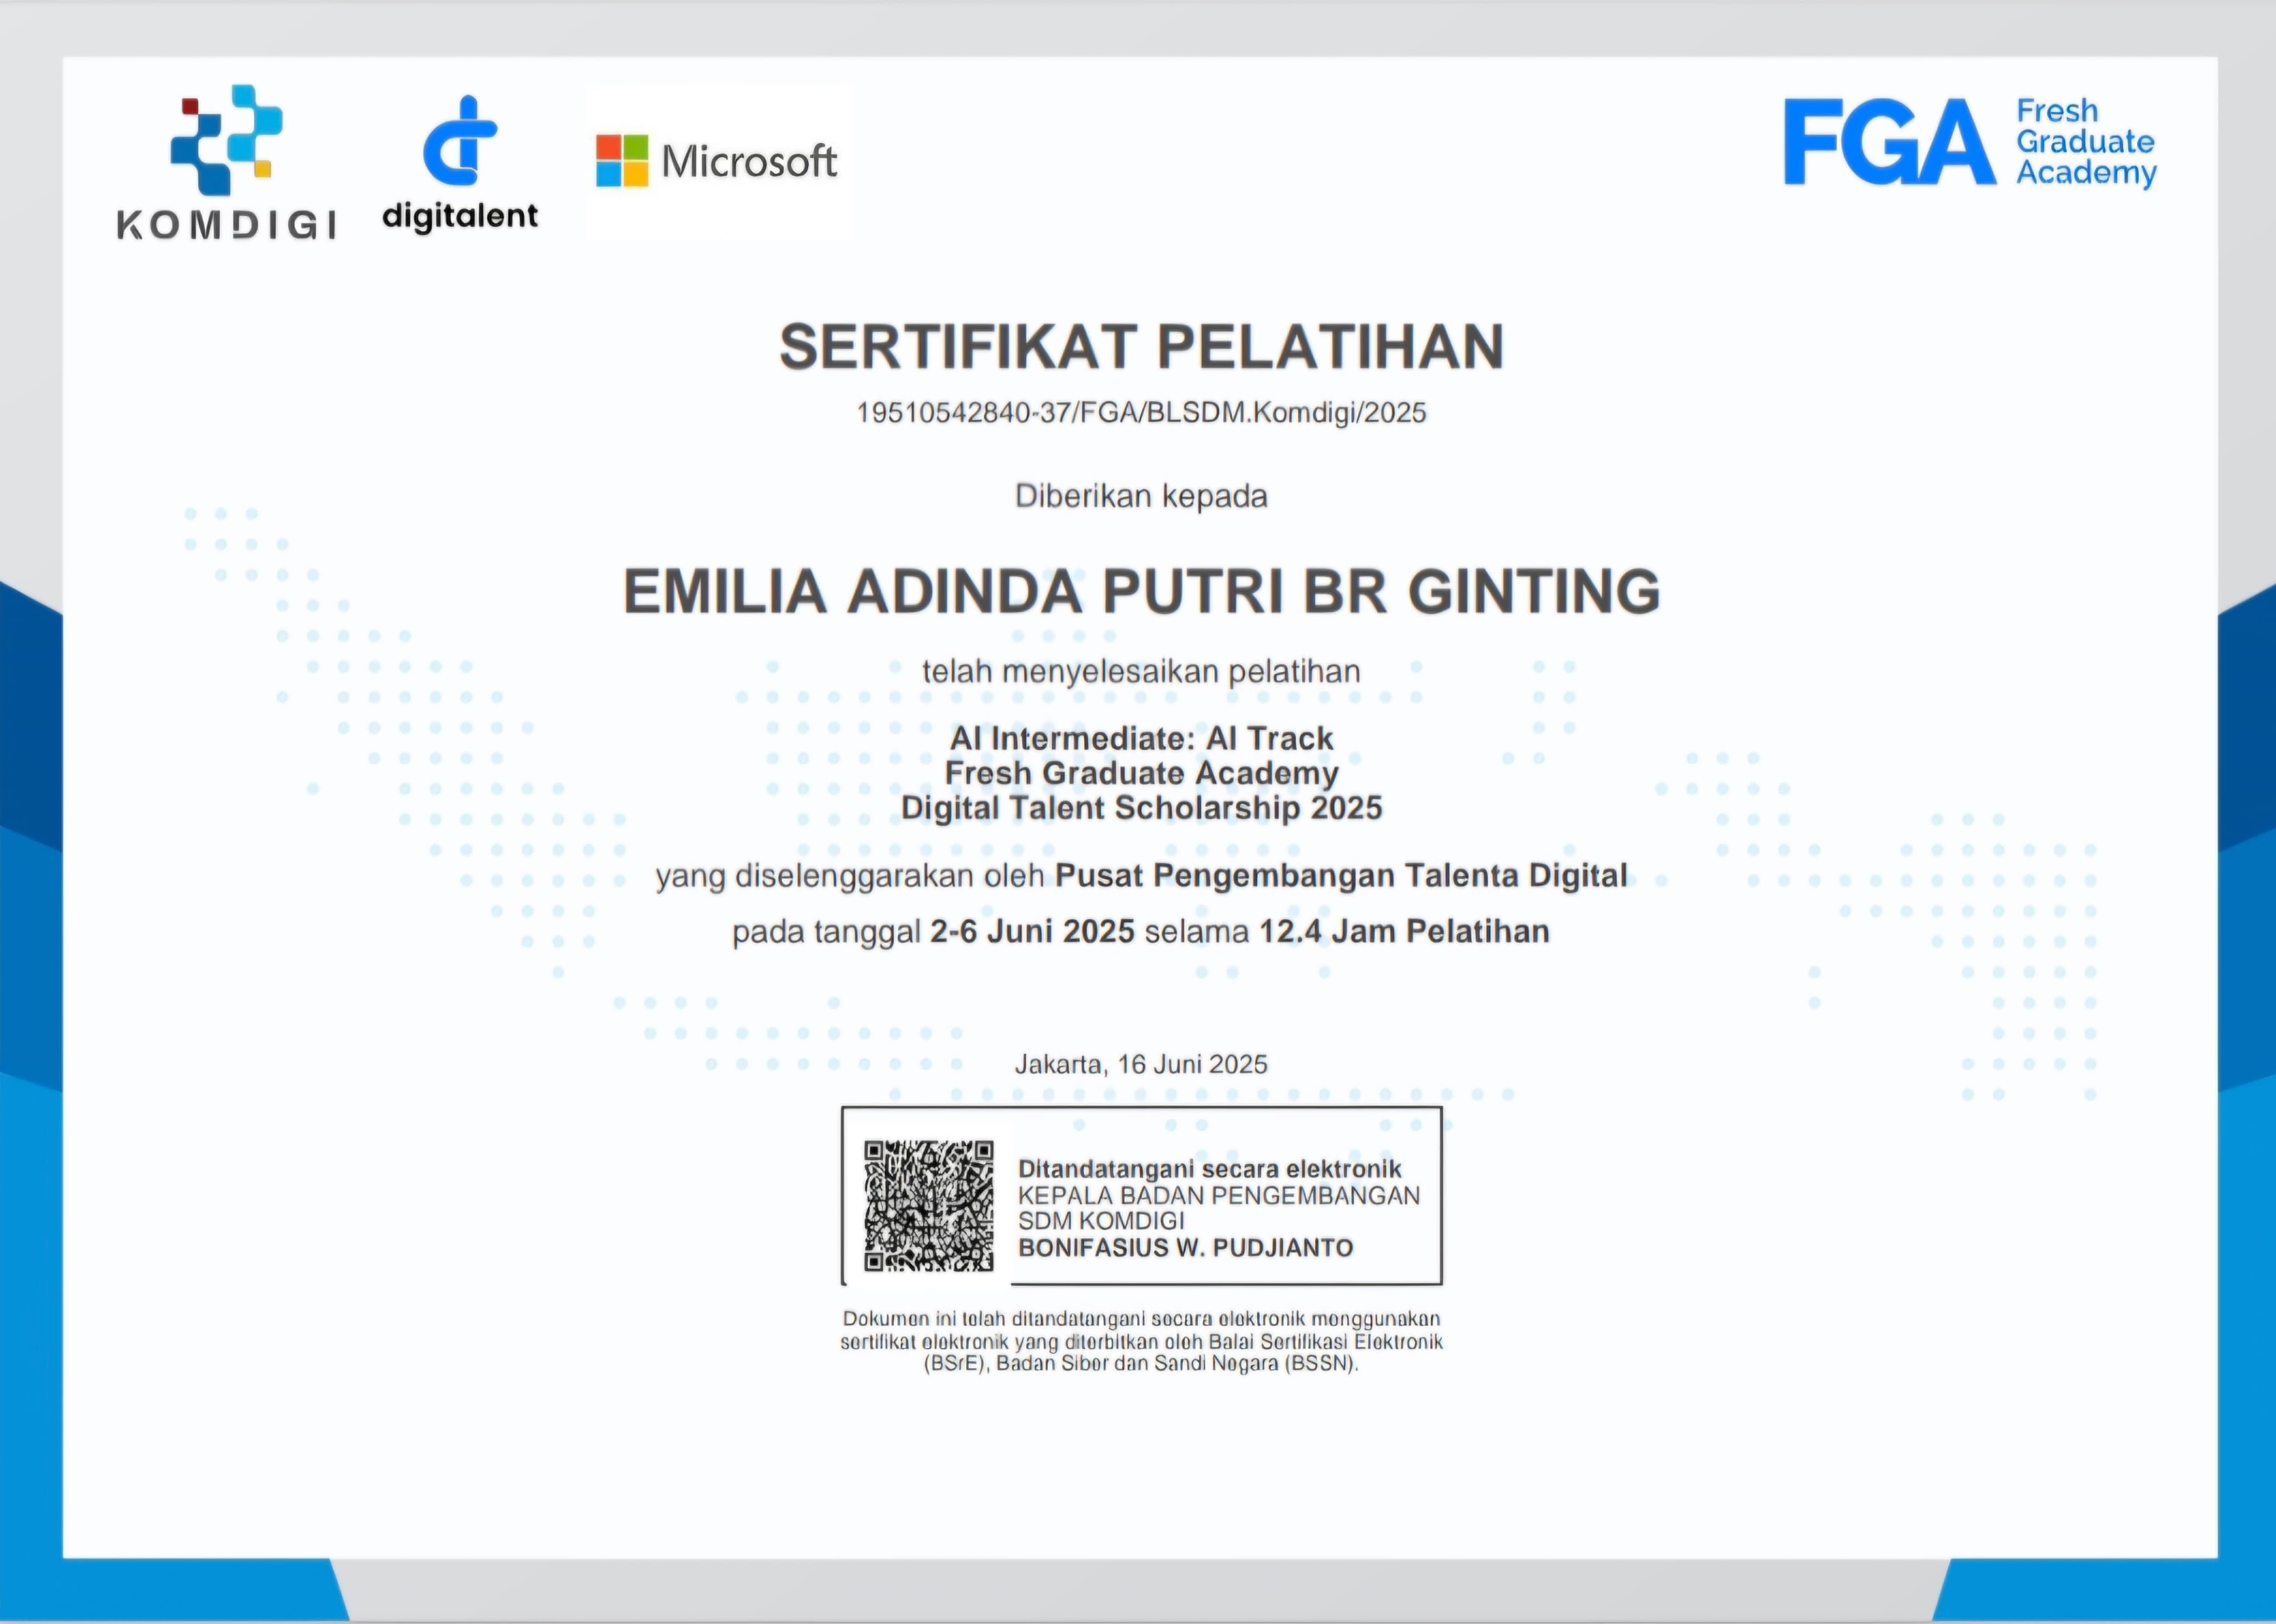 KOMDIGI
digitalent
Microsoft
FGA
Fresh
Graduate
Academy
SERTIFIKAT PELATIHAN
19510542840-37/FGA/BLSDM.Komdigi/2025
Diberikan kepada
EMILIA ADINDA PUTRI BR GINTING
telah menyelesaikan pelatihan
AI Intermediate: AI Track
Fresh Graduate Academy
Digital Talent Scholarship 2025
yang diselenggarakan oleh Pusat Pengembangan Talenta Digital
pada tanggal 2-6 Juni 2025 selama 12.4 Jam Pelatihan
Jakarta, 16 Juni 2025
Ditandatangani secara elektronik
KEPALA BADAN PENGEMBANGAN
SDM KOMDIGI
BONIFASIUS W. PUDJIANTO
Dokumen ini telah ditandatangani secara elektronik menggunakan
sertifikat elektronik yang diterbitkan oleh Balai Sertifikasi Elektronik
(BSrE), Badan Siber dan Sandi Negara (BSSN).